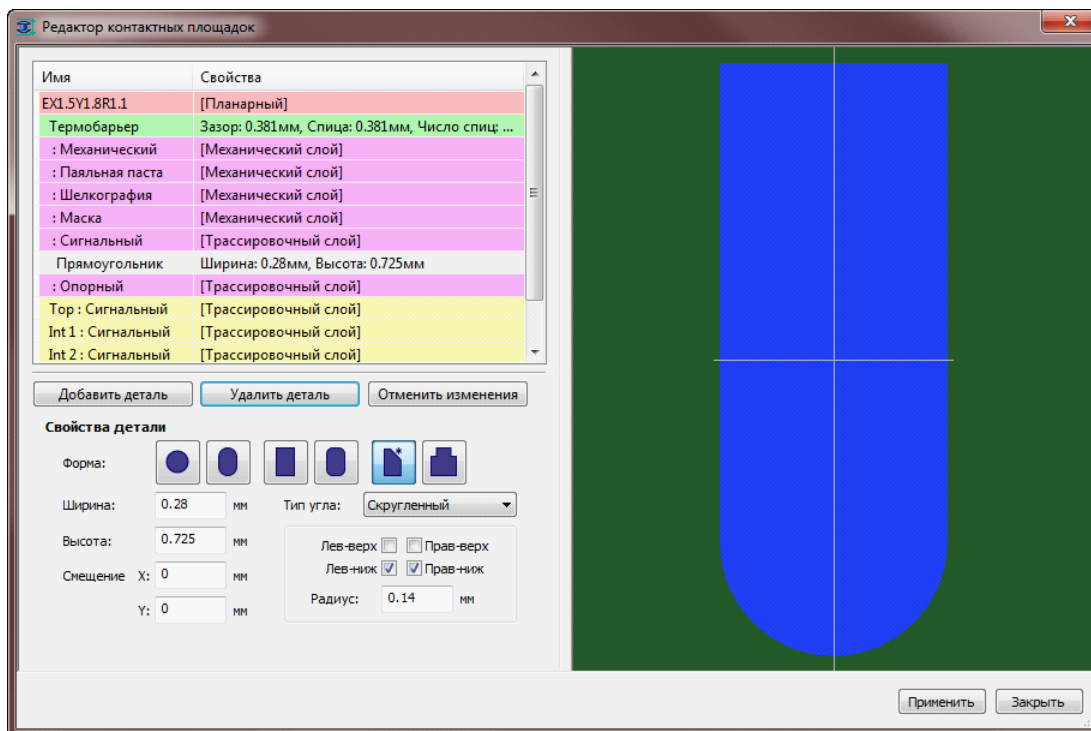 Редактор контактных площадок
Имя Свойства
EX1.5Y1.8R1.1 [Планарный]
Термобарьер Зазор: 0.381мм, Спица: 0.381мм, Число спиц: ...
: Механический [Механический слой]
: Паяльная паста [Механический слой]
: Шелкография [Механический слой]
: Маска [Механический слой]
: Сигнальный [Трассировочный слой]
Прямоугольник Ширина: 0.28мм, Высота: 0.725мм
: Опорный [Трассировочный слой]
Top : Сигнальный [Трассировочный слой]
Int 1 : Сигнальный [Трассировочный слой]
Int 2 : Сигнальный [Трассировочный слой]
Добавить деталь Удалить деталь Отменить изменения
Свойства детали
Форма:
Ширина: 0.28 мм Тип угла: Скругленный
Высота: 0.725 мм Лев-верх Прав-верх
Смещение X: 0 мм Лев-ниж Прав-ниж
Y: 0 мм Радиус: 0.14 мм
Применить Закрыть